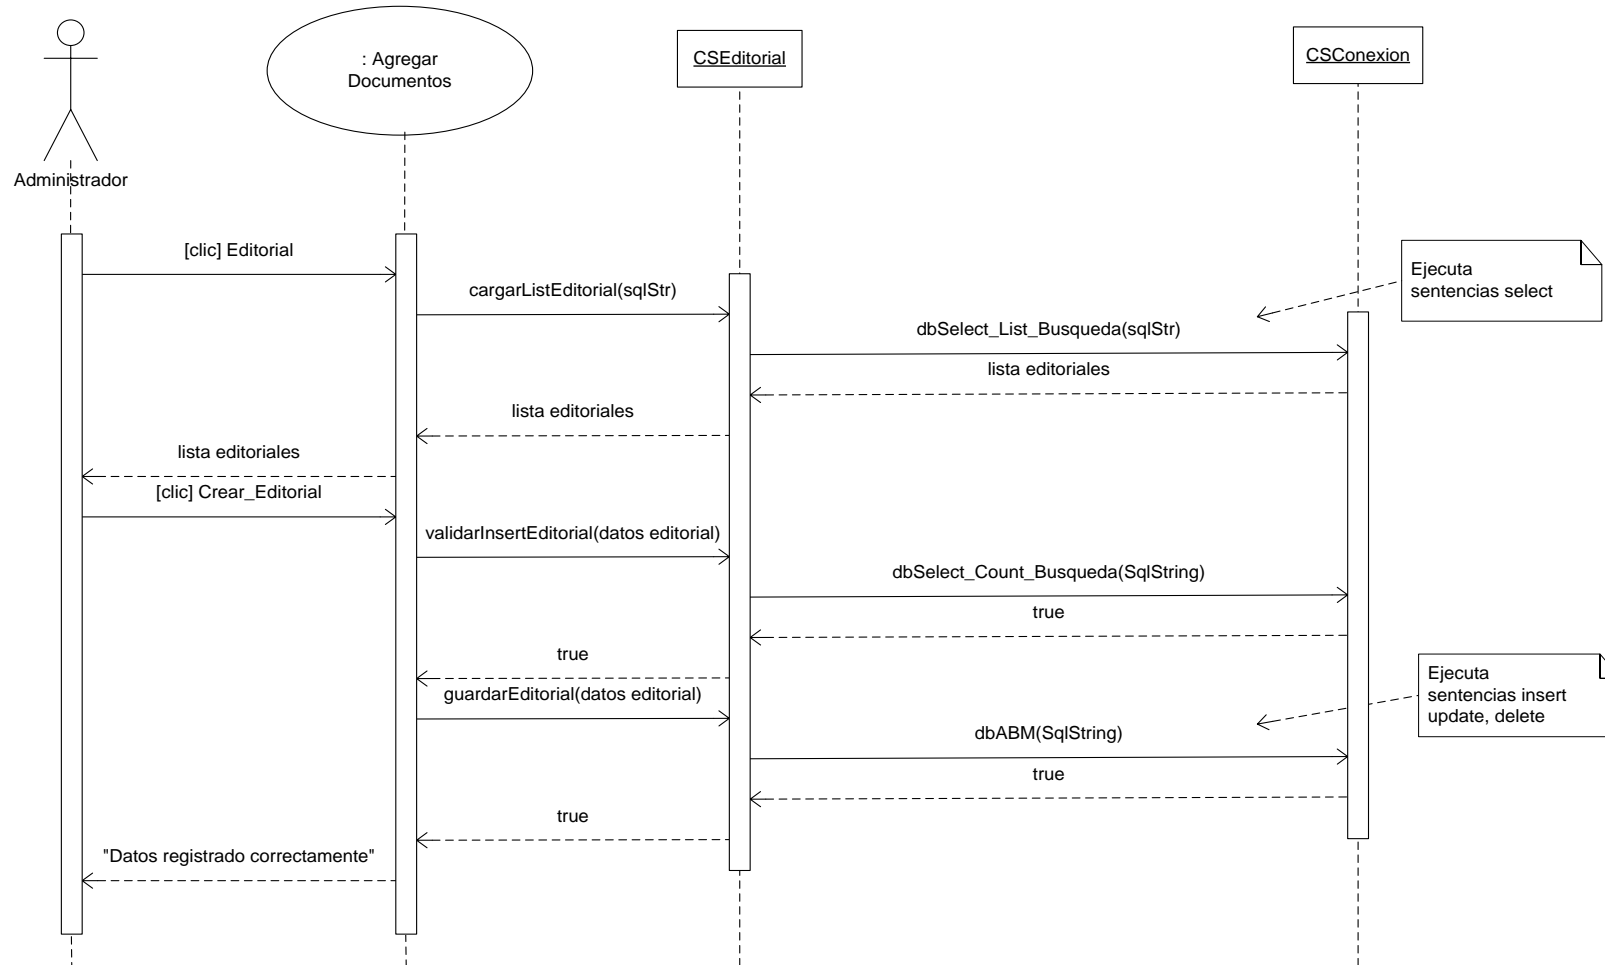 : Agregar
Documentos
CSEditorial
CSConexion
Administrador
[clic] Editorial
Ejecuta
sentencias select
cargarListEditorial(sqlStr)
dbSelect_List_Busqueda(sqlStr)
lista editoriales
lista editoriales
lista editoriales
[clic] Crear_Editorial
validarInsertEditorial(datos editorial)
dbSelect_Count_Busqueda(SqlString)
true
true
Ejecuta
sentencias insert
update, delete
guardarEditorial(datos editorial)
dbABM(SqlString)
true
true
"Datos registrado correctamente"